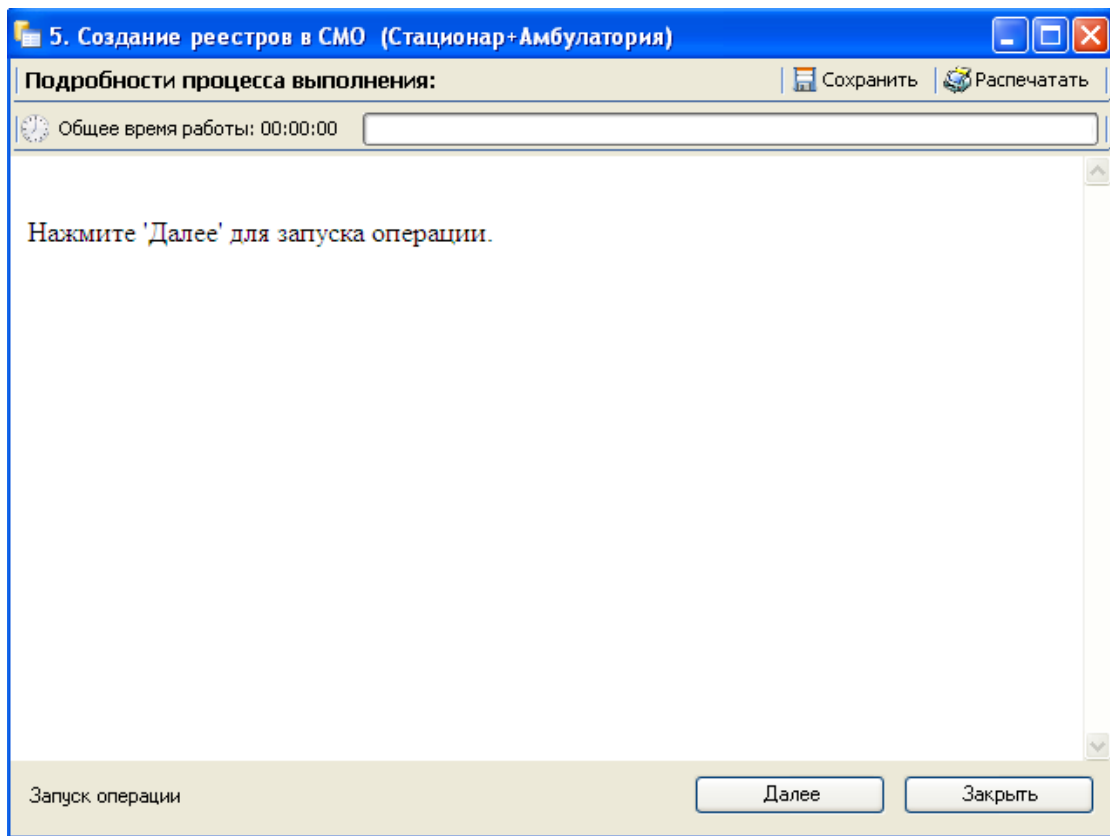 5. Создание реестров в СМО (Стационар+Амбулатория)
Подробности процесса выполнения: Сохранить Распечатать
Общее время работы: 00:00:00
Нажмите 'Далее' для запуска операции.
Запуск операции Далее Закрыть